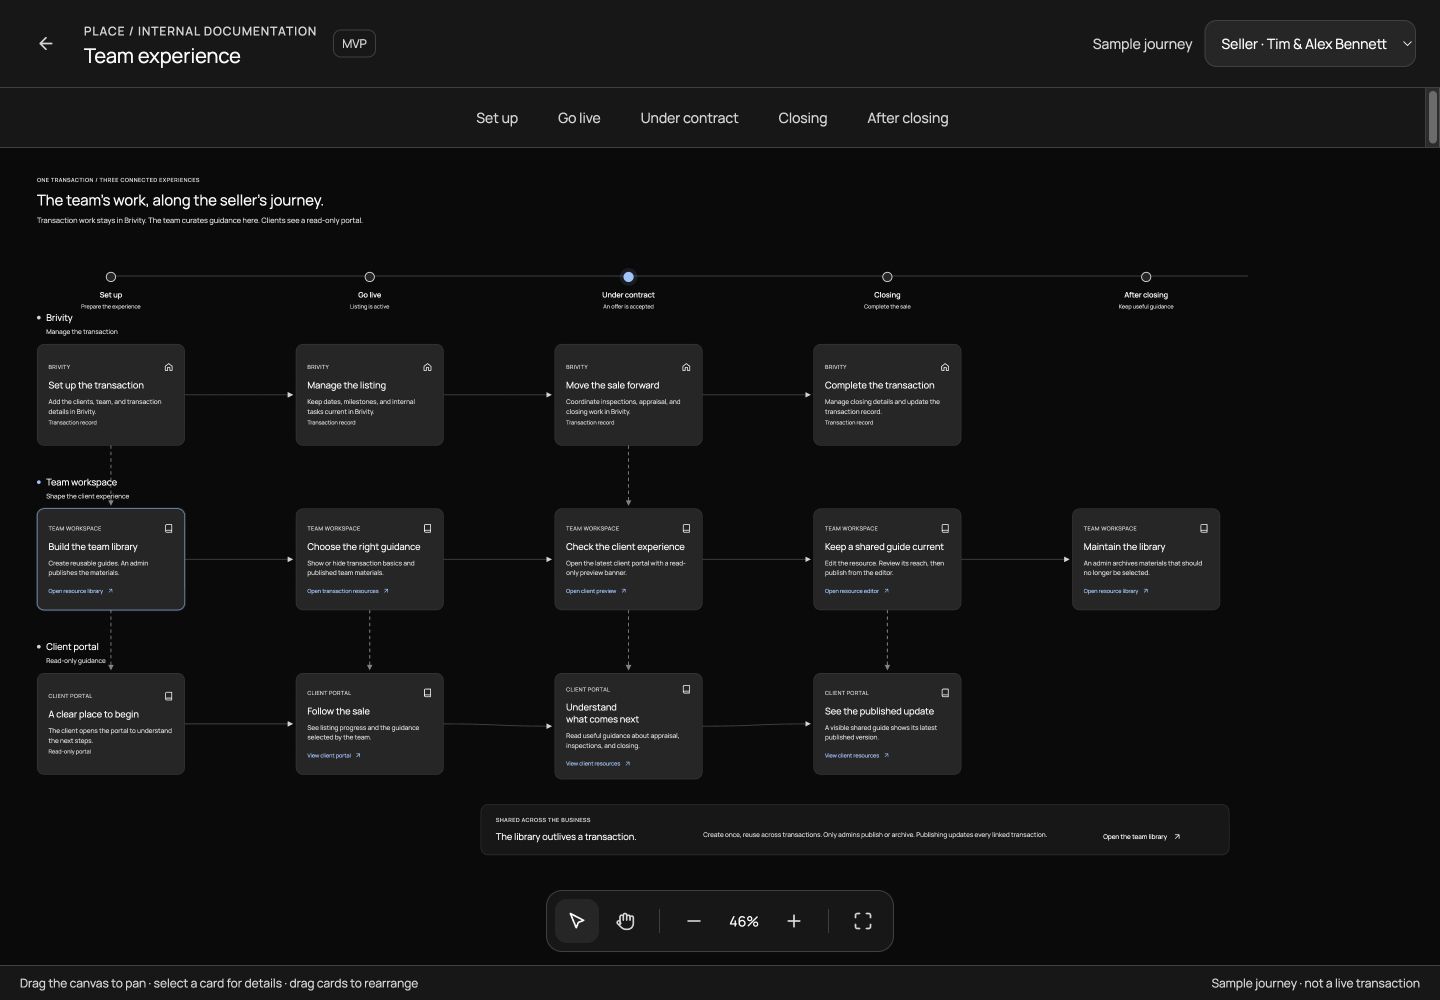 PLACE / INTERNAL DOCUMENTATION
Team experience
MVP
Sample journey
Seller · Tim & Alex Bennett
Set up
Go live
Under contract
Closing
After closing
ONE TRANSACTION / THREE CONNECTED EXPERIENCES
The team's work, along the seller's journey.
Transaction work stays in Brivity. The team curates guidance here. Clients see a read-only portal.
Set up
Prepare the experience
Go live
Listing is active
Under contract
An offer is accepted
Closing
Complete the sale
After closing
Keep useful guidance
Brivity
Manage the transaction
BRIVITY
Set up the transaction
Add the clients, team, and transaction
details in Brivity.
Transaction record
BRIVITY
Manage the listing
Keep dates, milestones, and internal
tasks current in Brivity.
Transaction record
BRIVITY
Move the sale forward
Coordinate inspections, appraisal, and
closing work in Brivity.
Transaction record
BRIVITY
Complete the transaction
Manage closing details and update the
transaction record.
Transaction record
Team workspace
Shape the client experience
TEAM WORKSPACE
Build the team library
Create reusable guides. An admin
publishes the materials.
Open resource library
TEAM WORKSPACE
Choose the right guidance
Show or hide transaction basics and
published team materials.
Open transaction resources
TEAM WORKSPACE
Check the client experience
Open the latest client portal with a read-
only preview banner.
Open client preview
TEAM WORKSPACE
Keep a shared guide current
Edit the resource. Review its reach, then
publish from the editor.
Open resource editor
TEAM WORKSPACE
Maintain the library
An admin archives materials that should
no longer be selected.
Open resource library
Client portal
Read-only guidance
CLIENT PORTAL
A clear place to begin
The client opens the portal to understand
the next steps.
Read-only portal
CLIENT PORTAL
Follow the sale
See listing progress and the guidance
selected by the team.
View client portal
CLIENT PORTAL
Understand
what comes next
Read useful guidance about appraisal,
inspections, and closing.
View client resources
CLIENT PORTAL
See the published update
A visible shared guide shows its latest
published version.
View client resources
SHARED ACROSS THE BUSINESS
The library outlives a transaction.
Create once, reuse across transactions. Only admins publish or archive. Publishing updates every linked transaction.
Open the team library
46%
Drag the canvas to pan · select a card for details · drag cards to rearrange
Sample journey · not a live transaction